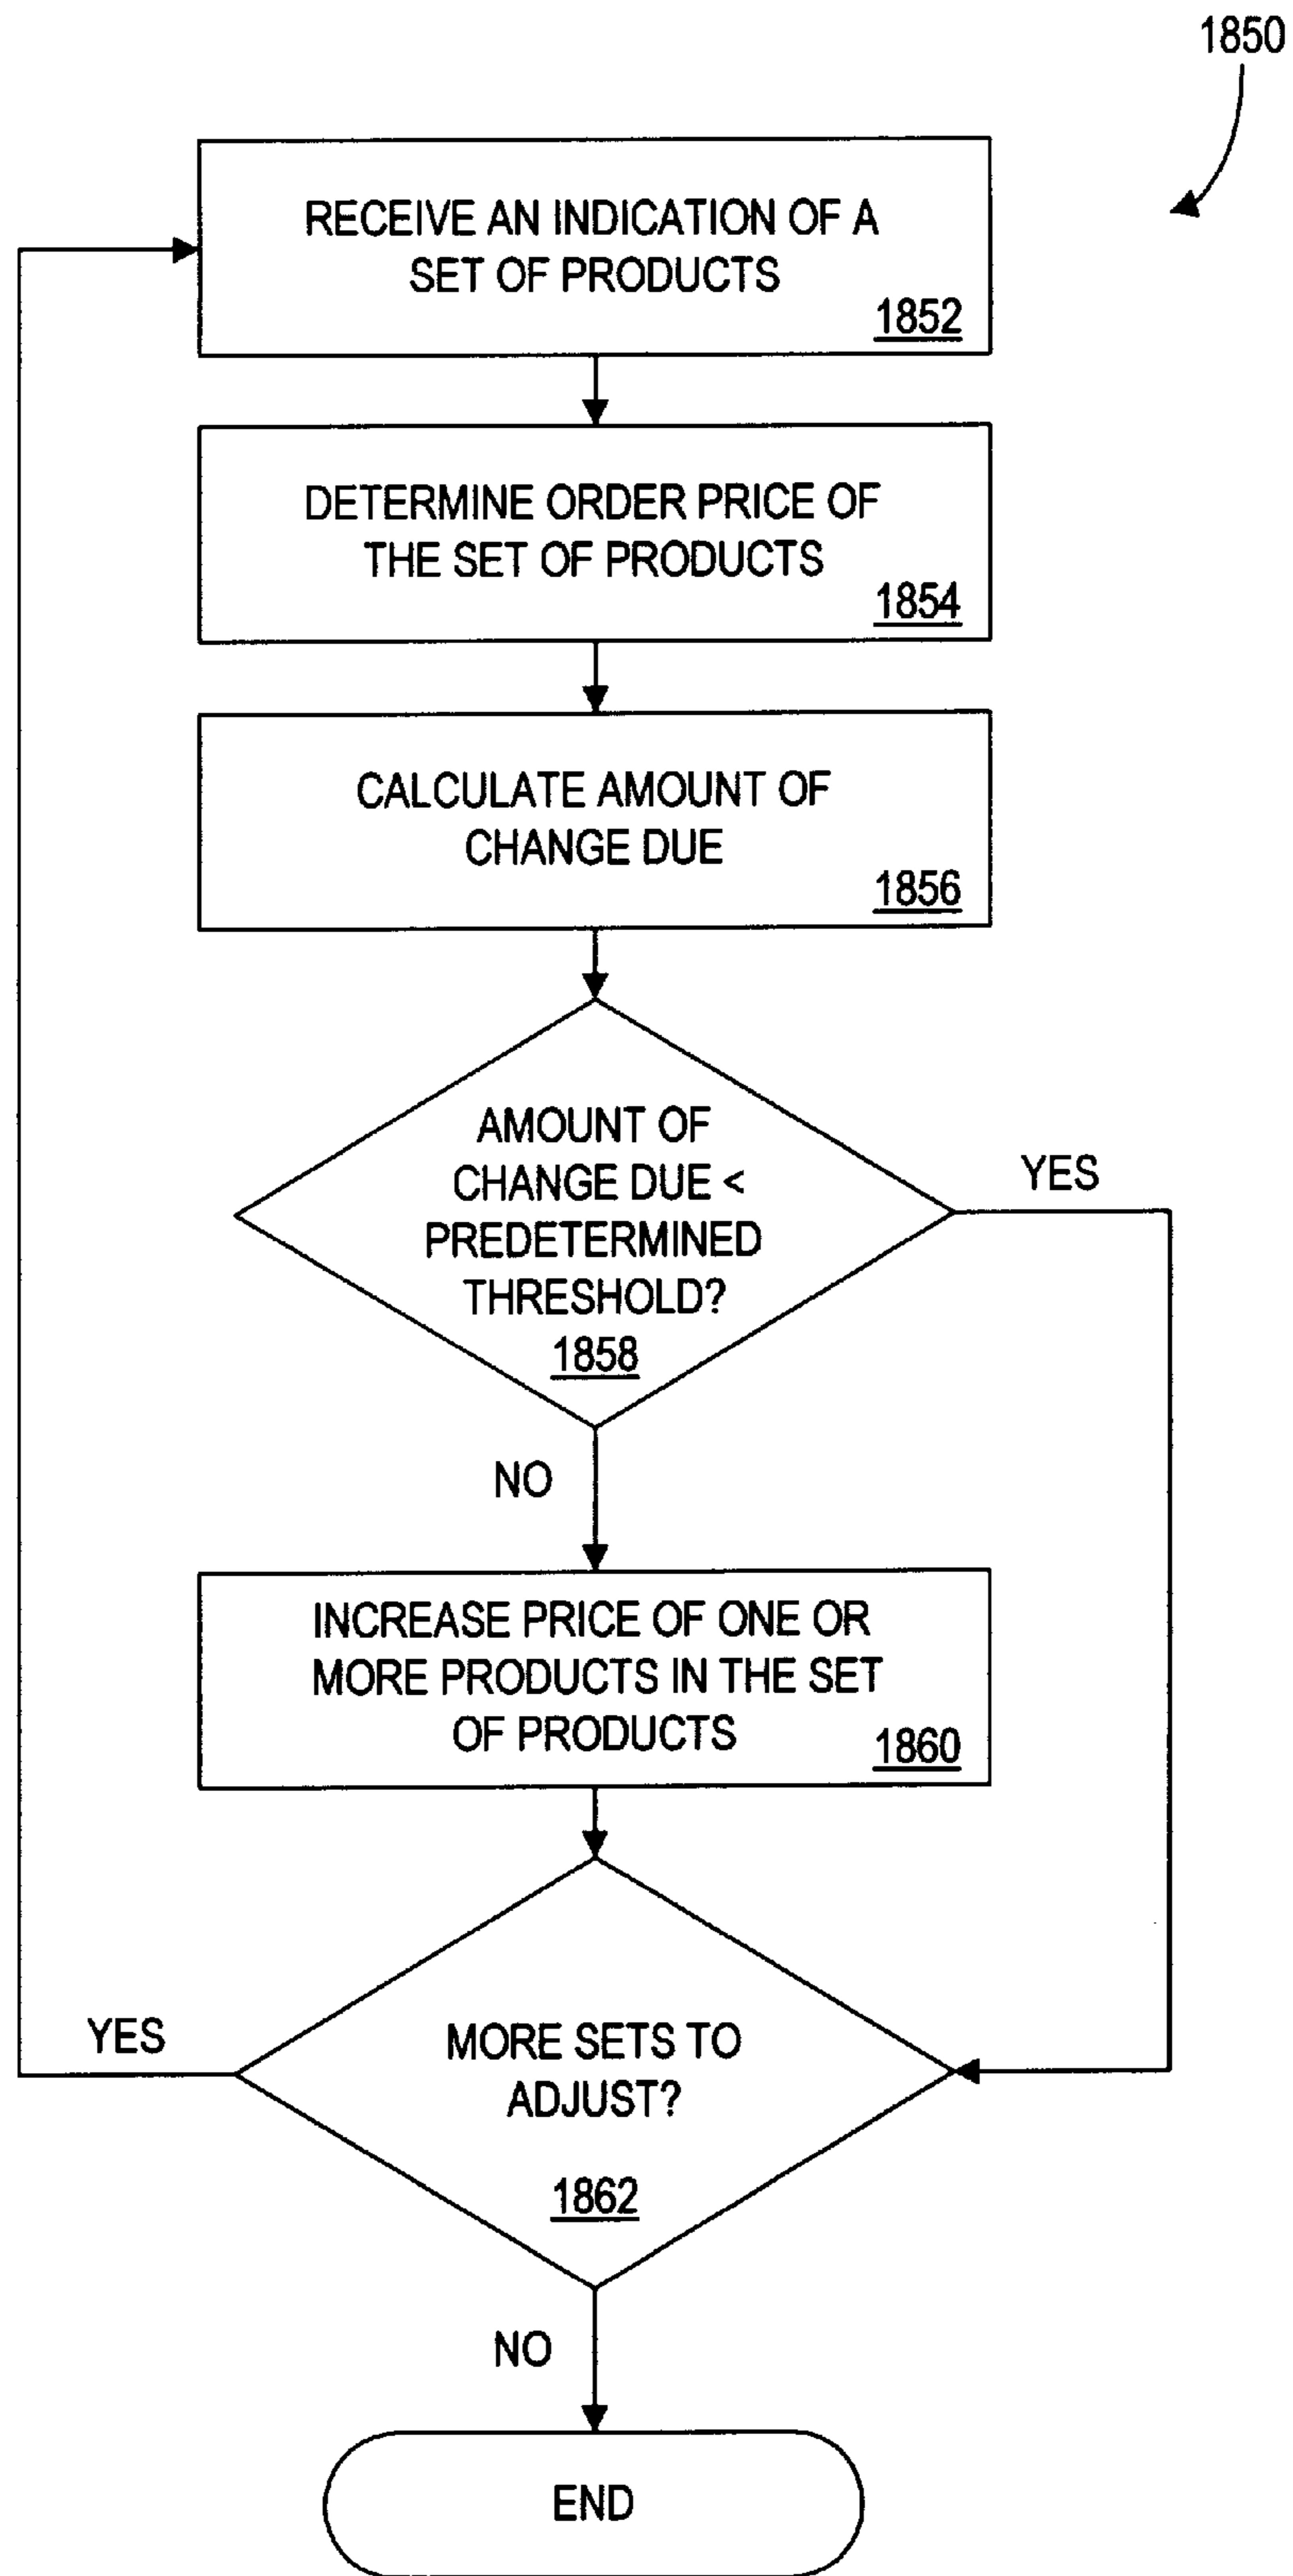 1850
RECEIVE AN INDICATION OF A
SET OF PRODUCTS
1852
DETERMINE ORDER PRICE OF
THE SET OF PRODUCTS
1854
CALCULATE AMOUNT OF
CHANGE DUE
1856
AMOUNT OF
CHANGE DUE <
PREDETERMINED
THRESHOLD?
1858
YES
NO
INCREASE PRICE OF ONE OR
MORE PRODUCTS IN THE SET
OF PRODUCTS
1860
YES
MORE SETS TO
ADJUST?
1862
NO
END